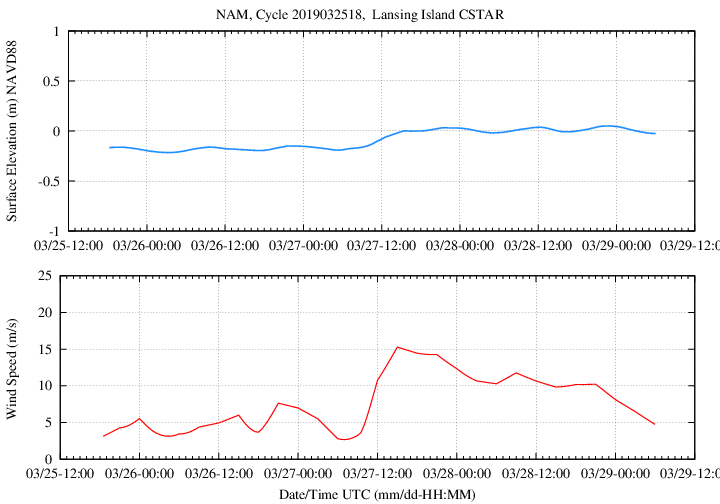 NAM, Cycle 2019032518,  Lansing Island CSTAR
Surface Elevation (m) NAVD88
1
0.5
0
-0.5
-1
03/25-12:00 03/26-00:00 03/26-12:00 03/27-00:00 03/27-12:00 03/28-00:00 03/28-12:00 03/29-00:00 03/29-12:0
Wind Speed (m/s)
25
20
15
10
5
0
03/25-12:00 03/26-00:00 03/26-12:00 03/27-00:00 03/27-12:00 03/28-00:00 03/28-12:00 03/29-00:00 03/29-12:0
Date/Time UTC (mm/dd-HH:MM)